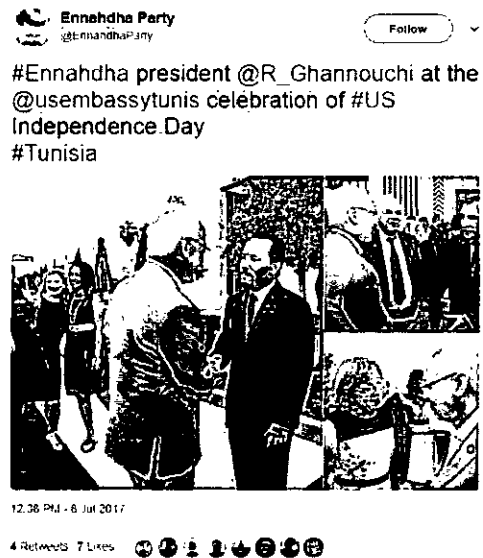 Ennahdha Party
@EnnahdhaParty
Follow
#Ennahdha president @R_Ghannouchi at the
@usembassytunis celebration of #US
Independence Day
#Tunisia
12:36 PM - 6 Jul 2017
4 Retweets 7 Likes